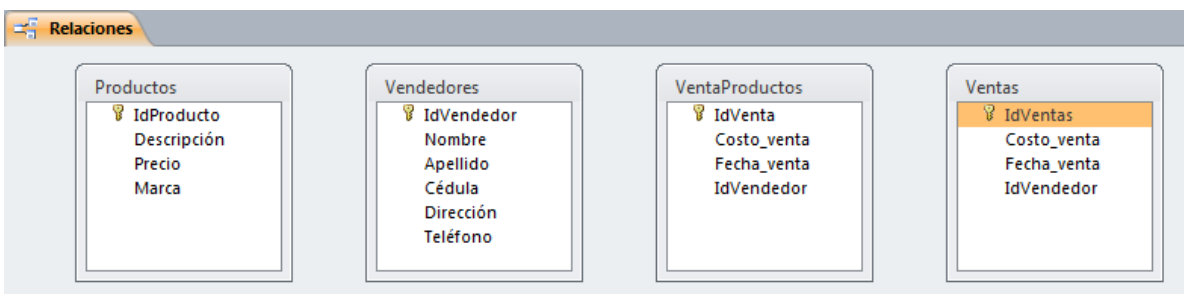 Relaciones
Productos
IdProducto
Descripción
Precio
Marca
Vendedores
IdVendedor
Nombre
Apellido
Cédula
Dirección
Teléfono
VentaProductos
IdVenta
Costo_venta
Fecha_venta
IdVendedor
Ventas
IdVentas
Costo_venta
Fecha_venta
IdVendedor